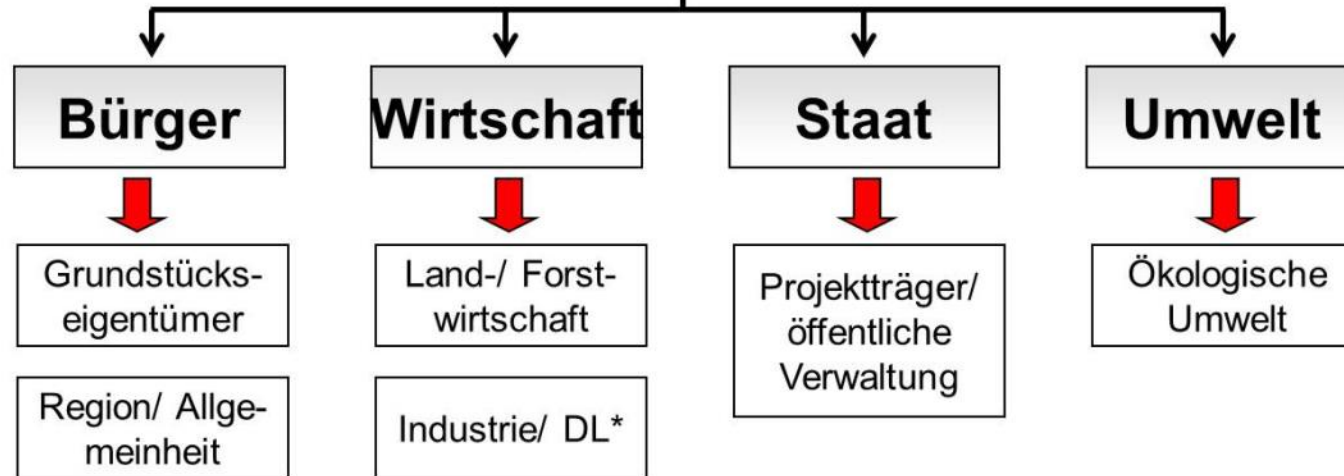 Bürger
Wirtschaft
Staat
Umwelt
Grundstücks-
eigentümer
Land-/ Forst-
wirtschaft
Projektträger/
öffentliche
Verwaltung
Ökologische
Umwelt
Region/ Allge-
meinheit
Industrie/ DL*